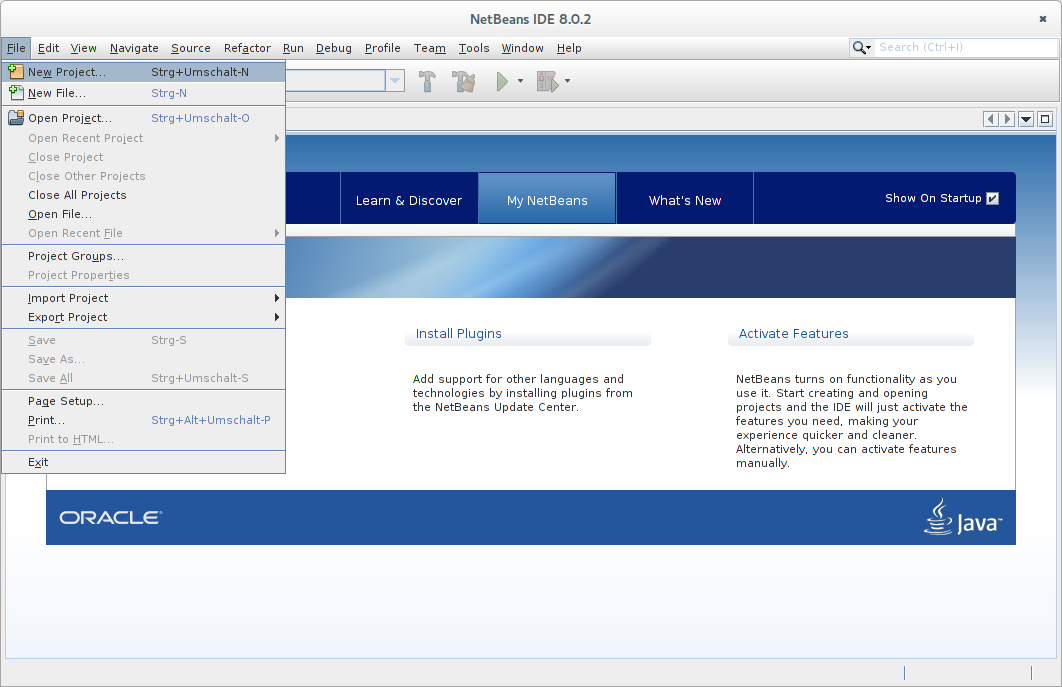 NetBeans IDE 8.0.2
File Edit View Navigate Source Refactor Run Debug Profile Team Tools Window Help
Search (Ctrl+I)
New Project... Strg+Umschalt-N
New File... Strg-N
Open Project... Strg+Umschalt-O
Open Recent Project
Close Project
Close Other Projects
Close All Projects
Open File...
Open Recent File
Project Groups...
Project Properties
Import Project
Export Project
Save Strg-S
Save As...
Save All Strg+Umschalt-S
Page Setup...
Print... Strg+Alt+Umschalt-P
Print to HTML...
Exit
Learn & Discover
My NetBeans
What's New
Show On Startup
Install Plugins
Add support for other languages and
technologies by installing plugins from
the NetBeans Update Center.
Activate Features
NetBeans turns on functionality as you
use it. Start creating and opening
projects and the IDE will just activate the
features you need, making your
experience quicker and cleaner.
Alternatively, you can activate features
manually.
ORACLE
Java